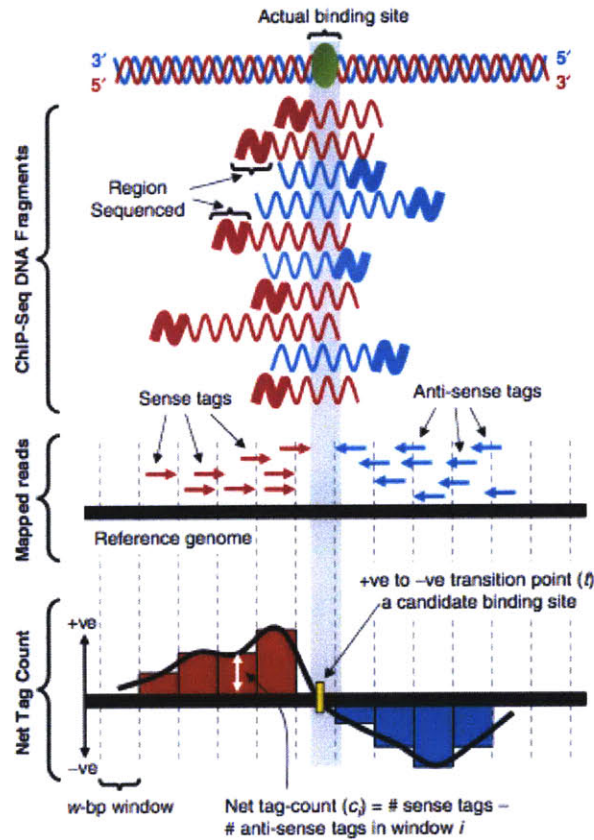 Actual binding site
3′ 5′
5′ 3′
Region
Sequenced
ChIP-Seq DNA Fragments
Sense tags
Anti-sense tags
Mapped reads
Reference genome
+ve to –ve transition point (t)
a candidate binding site
Net Tag Count
+ve
–ve
w-bp window
Net tag-count (cᵢ) = # sense tags –
# anti-sense tags in window i